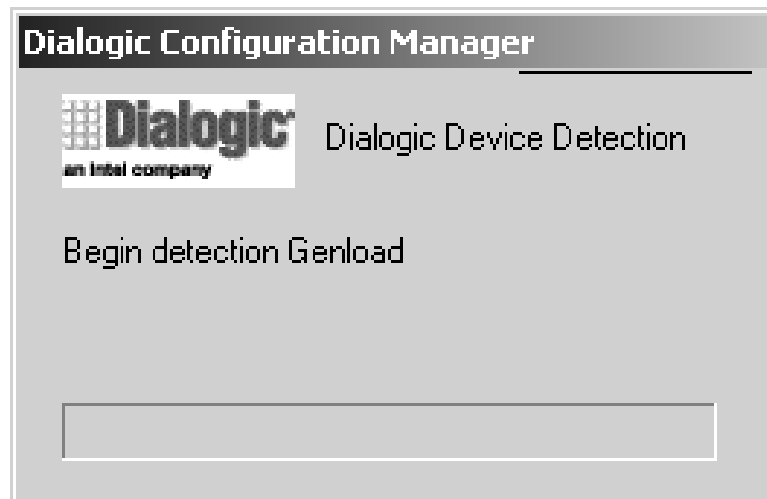 Dialogic Configuration Manager
Dialogic
an Intel company
Dialogic Device Detection
Begin detection Genload